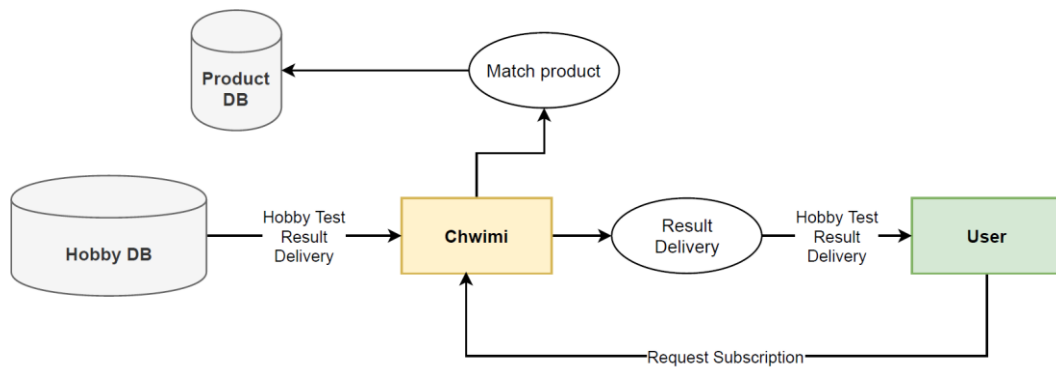 Product
DB
Match product
Hobby DB
Hobby Test
Result
Delivery
Chwimi
Result
Delivery
Hobby Test
Result
Delivery
User
Request Subscription